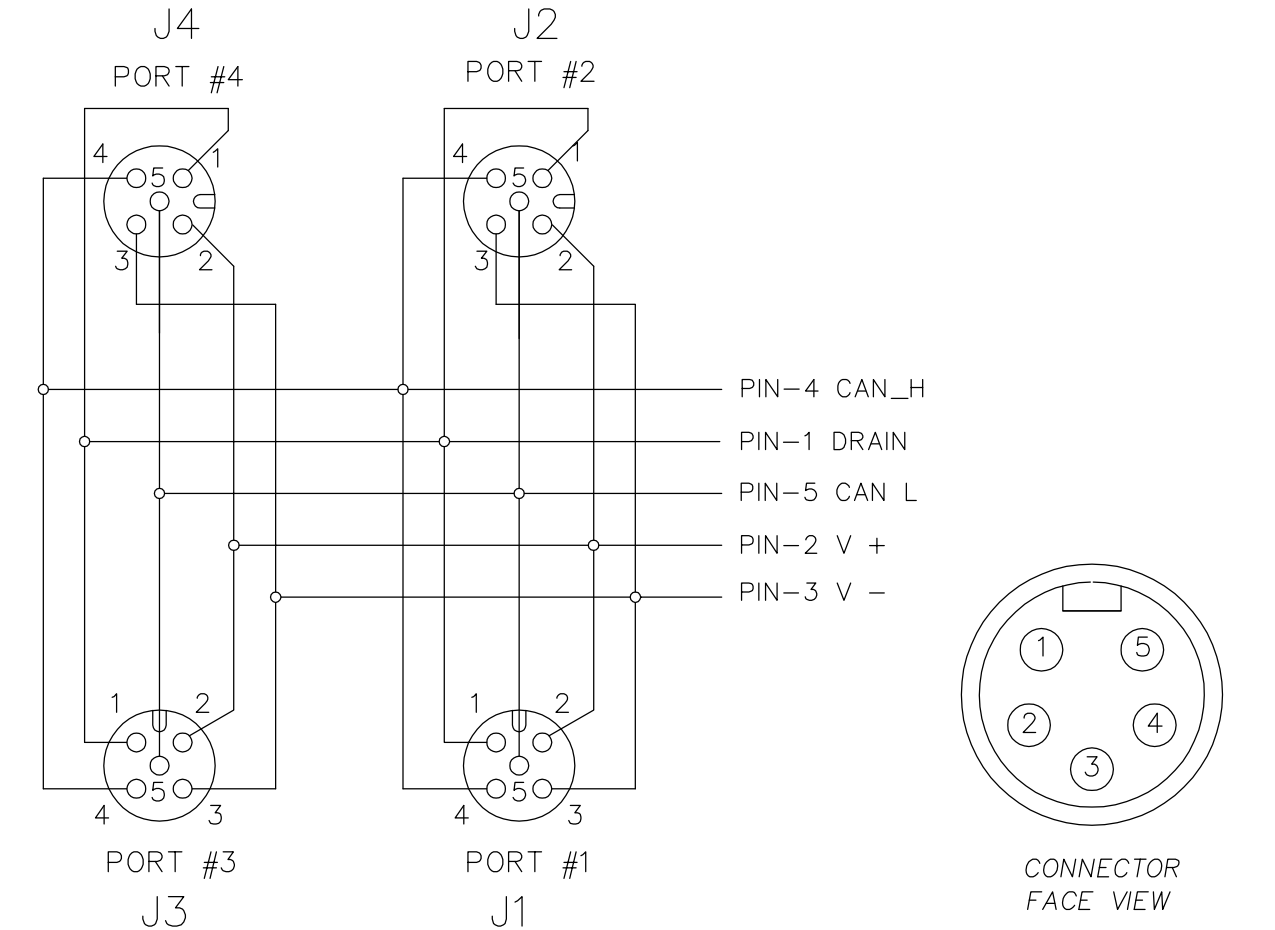 J4
J2
PORT #4
PORT #2
4
5
1
4
5
1
3
2
3
2
PIN-4 CAN_H
PIN-1 DRAIN
PIN-5 CAN L
PIN-2 V +
PIN-3 V -
1
2
1
2
5
5
4
3
4
3
1
5
2
4
3
PORT #3
PORT #1
J3
J1
CONNECTOR
FACE VIEW